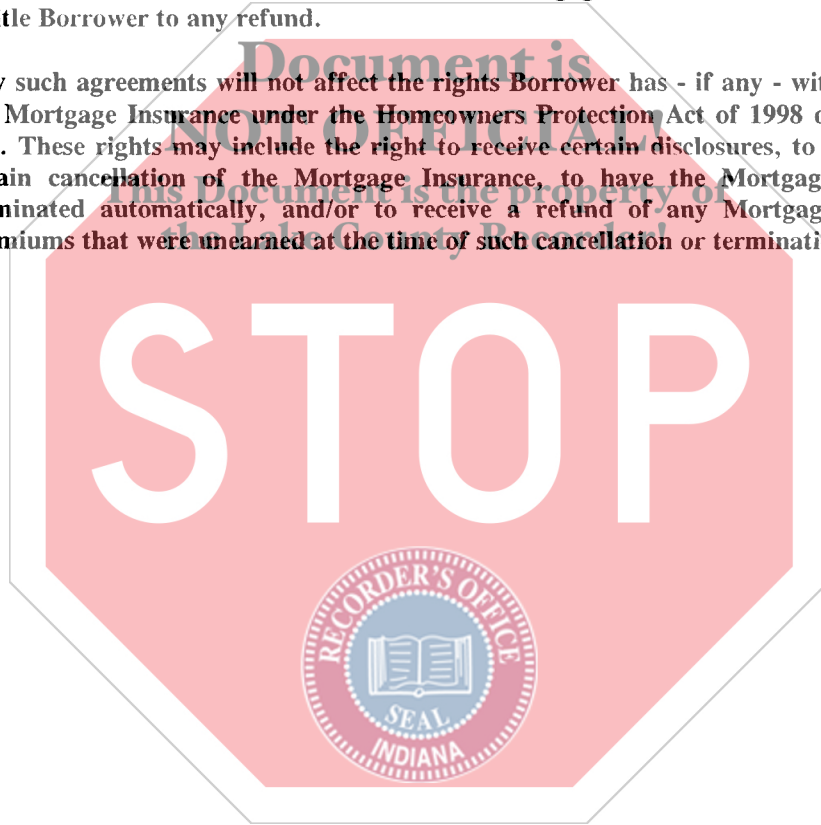 tle Borrower to any refund.
Document is
such agreements will not affect the rights Borrower has - if any - wit
Mortgage Insurance under the Homeowners Protection Act of 1998 o
NOT OFFICIAL!
. These rights may include the right to receive certain disclosures, to
ain cancellation of the Mortgage Insurance, to have the Mortgag
This Document is the property of
minated automatically, and/or to receive a refund of any Mortgag
miums that were unearned at the time of such cancellation or terminati
the Lake County Recorder!
STOP
RECORDER'S OFFICE
SEAL
INDIANA